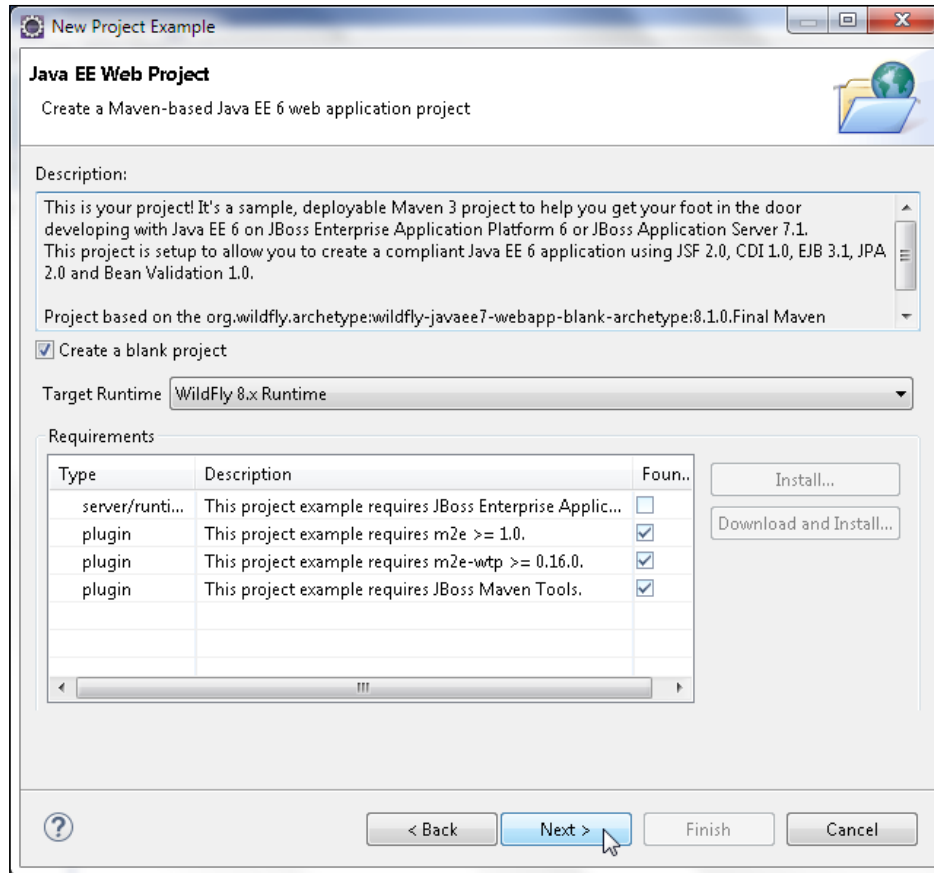 New Project Example
Java EE Web Project
Create a Maven-based Java EE 6 web application project
Description:
This is your project! It's a sample, deployable Maven 3 project to help you get your foot in the door
developing with Java EE 6 on JBoss Enterprise Application Platform 6 or JBoss Application Server 7.1.
This project is setup to allow you to create a compliant Java EE 6 application using JSF 2.0, CDI 1.0, EJB 3.1, JPA
2.0 and Bean Validation 1.0.
Project based on the org.wildfly.archetype:wildfly-javaee7-webapp-blank-archetype:8.1.0.Final Maven
Create a blank project
Target Runtime WildFly 8.x Runtime
Requirements
Type Description Foun..
server/runti... This project example requires JBoss Enterprise Applic...
plugin This project example requires m2e >= 1.0.
plugin This project example requires m2e-wtp >= 0.16.0.
plugin This project example requires JBoss Maven Tools.
Install...
Download and Install...
< Back Next > Finish Cancel